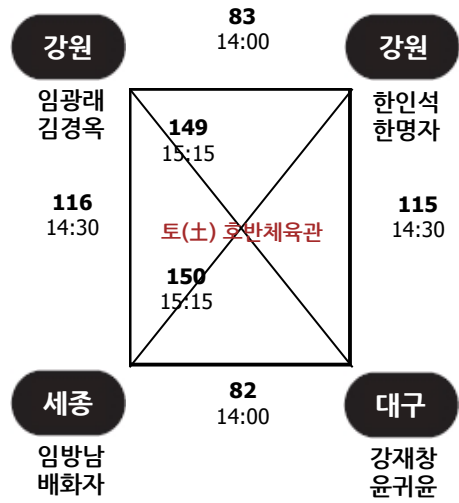 83
14:00
강원
강원
임광래
김경옥
한인석
한명자
149
15:15
116
14:30
115
14:30
토(土) 호반체육관
150
15:15
세종
82
14:00
대구
임방남
배화자
강재창
윤귀윤